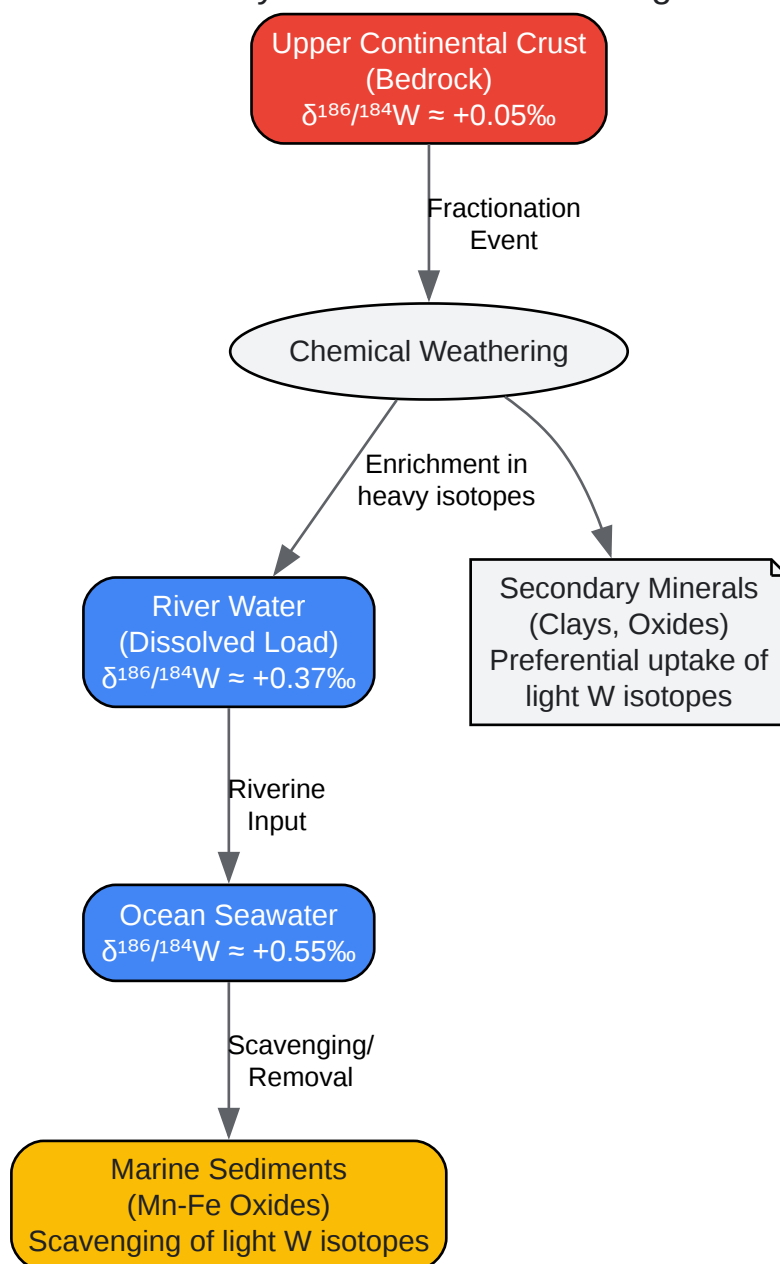 Upper Continental Crust
(Bedrock)
δ¹⁸⁶/¹⁸⁴W ≈ +0.05‰
Fractionation
Event
Chemical Weathering
Enrichment in
heavy isotopes
River Water
(Dissolved Load)
δ¹⁸⁶/¹⁸⁴W ≈ +0.37‰
Secondary Minerals
(Clays, Oxides)
Preferential uptake of
light W isotopes
Riverine
Input
Ocean Seawater
δ¹⁸⁶/¹⁸⁴W ≈ +0.55‰
Scavenging/
Removal
Marine Sediments
(Mn-Fe Oxides)
Scavenging of light W isotopes